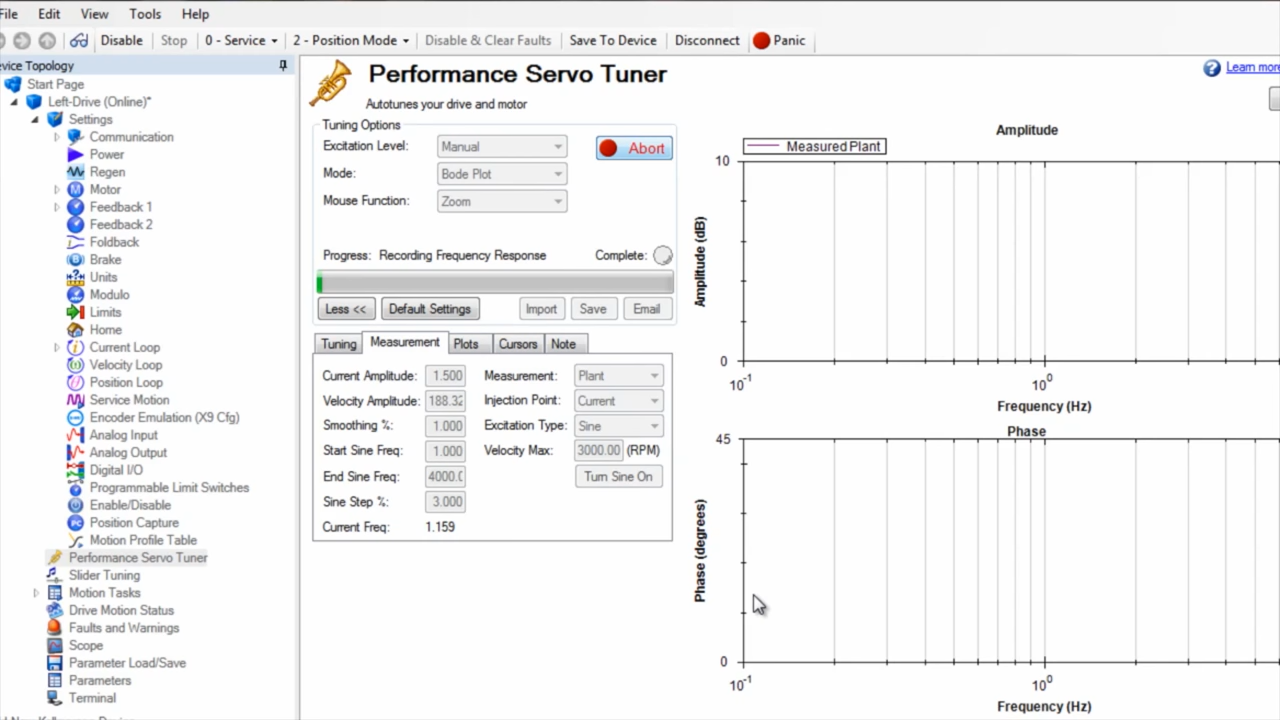 File Edit View Tools Help
Disable Stop 0 - Service 2 - Position Mode Disable & Clear Faults Save To Device Disconnect Panic
Device Topology
Start Page
Left-Drive (Online)*
Settings
Communication
Power
Regen
Motor
Feedback 1
Feedback 2
Foldback
Brake
Units
Modulo
Limits
Home
Current Loop
Velocity Loop
Position Loop
Service Motion
Encoder Emulation (X9 Cfg)
Analog Input
Analog Output
Digital I/O
Programmable Limit Switches
Enable/Disable
Position Capture
Motion Profile Table
Performance Servo Tuner
Slider Tuning
Motion Tasks
Drive Motion Status
Faults and Warnings
Scope
Parameter Load/Save
Parameters
Terminal
Performance Servo Tuner
Autotunes your drive and motor
Learn more
Tuning Options
Excitation Level: Manual Abort
Mode: Bode Plot
Mouse Function: Zoom
Progress: Recording Frequency Response Complete:
Less << Default Settings Import Save Email
Tuning Measurement Plots Cursors Note
Current Amplitude: 1.500 Measurement: Plant
Velocity Amplitude: 188.32 Injection Point: Current
Smoothing %: 1.000 Excitation Type: Sine
Start Sine Freq: 1.000 Velocity Max: 3000.00 (RPM)
End Sine Freq: 4000.0 Turn Sine On
Sine Step %: 3.000
Current Freq: 1.159
Amplitude
Measured Plant
10
Amplitude (dB)
0
10-1 100
Frequency (Hz)
Phase
45
Phase (degrees)
0
10-1 100
Frequency (Hz)